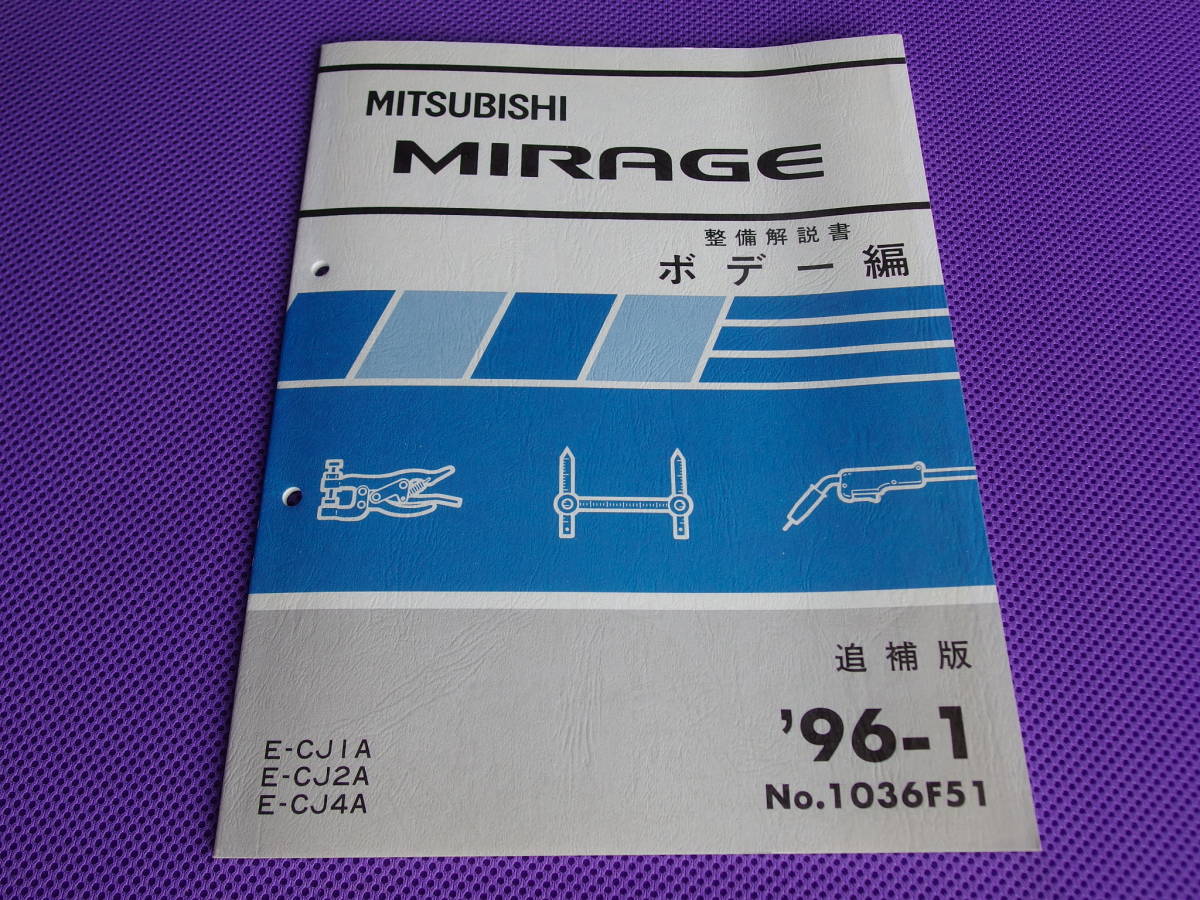 MITSUBISHI
MIRAGE
整備解説書
ボデー編
追補版
'96-1
No.1036F51
E-CJ1A
E-CJ2A
E-CJ4A